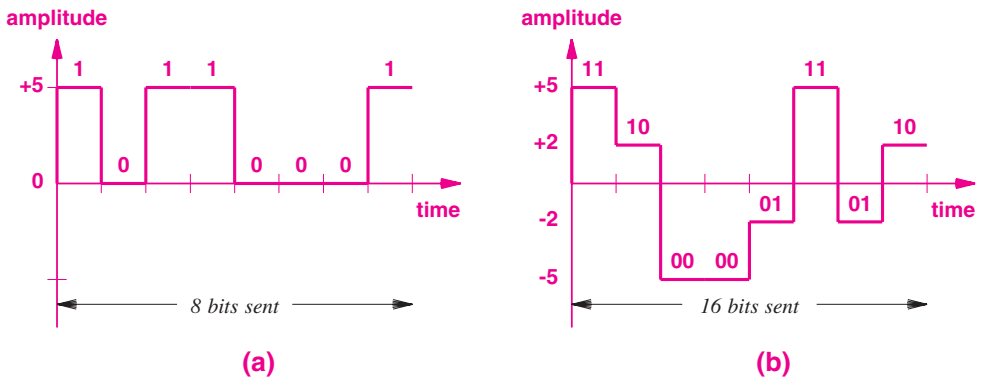 amplitude
1 1 1 1
+5
0 0 0 0
0
time
8 bits sent
(a)
amplitude
11 11
+5
10 10
+2
time
01 01
-2
00 00
-5
16 bits sent
(b)